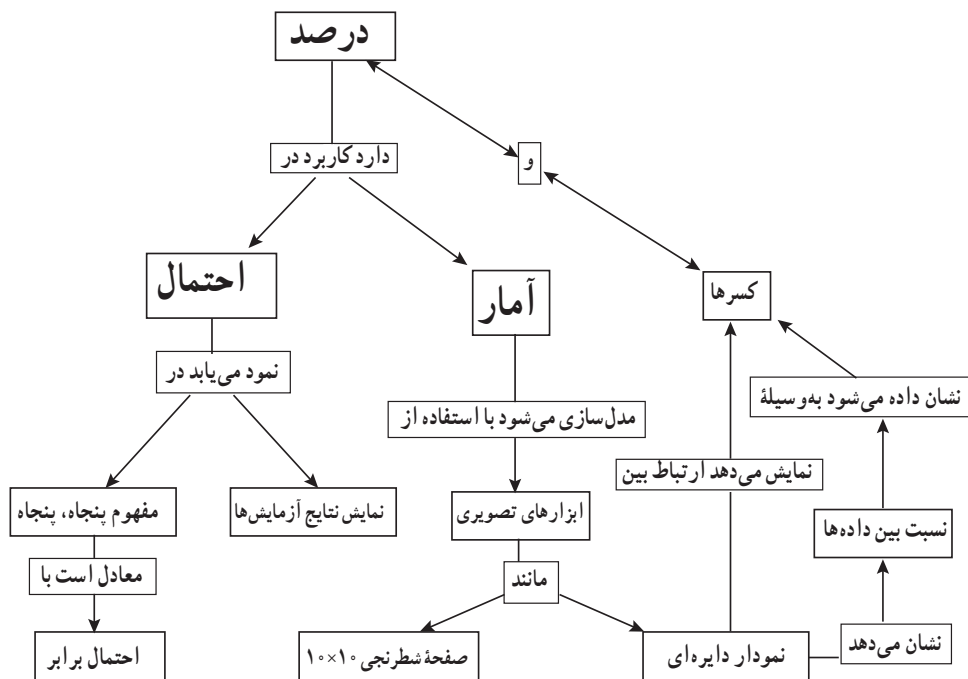 درصد
دارد کاربرد در
و
احتمال
آمار
کسرها
نمود می‌یابد در
مدل‌سازی می‌شود با استفاده از
نشان داده می‌شود به‌وسیلهٔ
نمایش می‌دهد ارتباط بین
مفهوم پنجاه، پنجاه
نمایش نتایج آزمایش‌ها
ابزارهای تصویری
نسبت بین داده‌ها
معادل است با
مانند
احتمال برابر
صفحهٔ شطرنجی ۱۰×۱۰
نمودار دایره‌ای
نشان می‌دهد